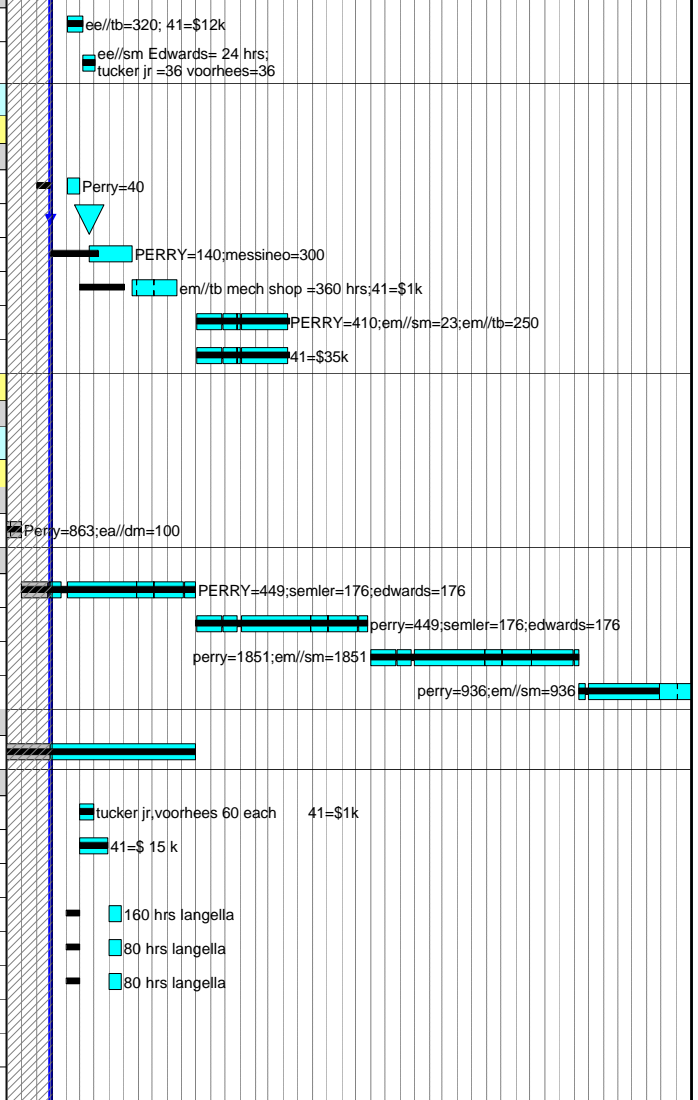 ee//tb=320; 41=$12k
ee//sm Edwards= 24 hrs;
tucker jr =36 voorhees=36
Perry=40
PERRY=140;messineo=300
em//tb mech shop =360 hrs;41=$1k
PERRY=410;em//sm=23;em//tb=250
41=$35k
Perry=863;ea//dm=100
PERRY=449;semler=176;edwards=176
perry=449;semler=176;edwards=176
perry=1851;em//sm=1851
perry=936;em//sm=936
tucker jr,voorhees 60 each 41=$1k
41=$ 15 k
160 hrs langella
80 hrs langella
80 hrs langella